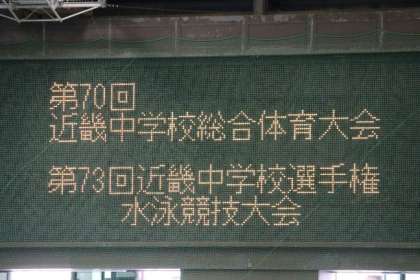 第70回
近畿中学校総合体育大会
第73回近畿中学校選手権
水泳競技大会